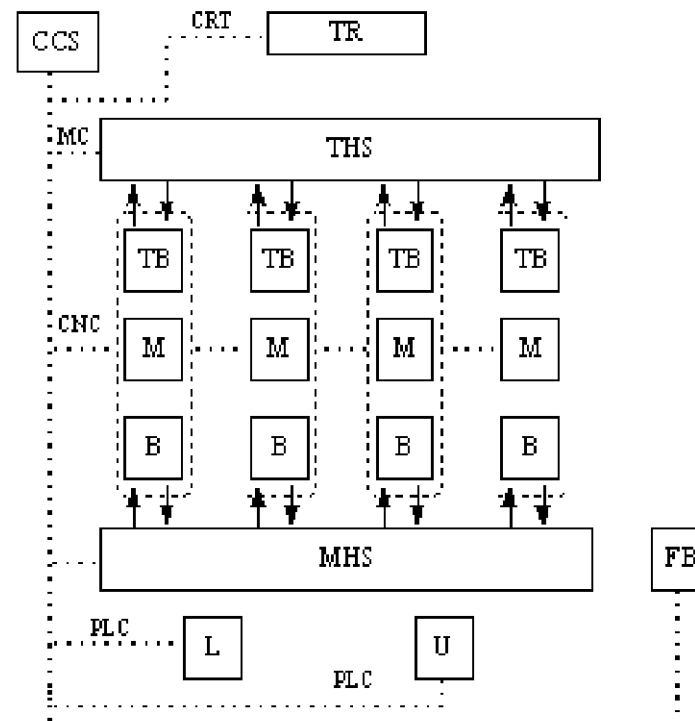 CRT
TR
CCS
MC
THS
TB TB TB TB
CNC
M M M M
B B B B
MHS
FB
PLC
L
U
PLC